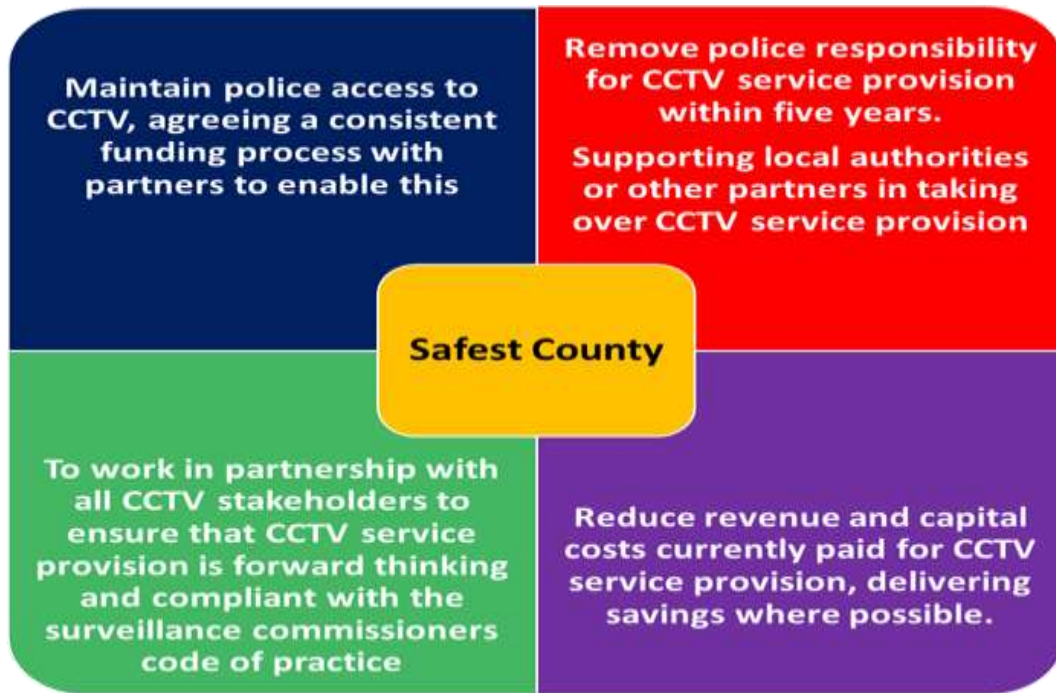 Maintain police access to
CCTV, agreeing a consistent
funding process with
partners to enable this
Remove police responsibility
for CCTV service provision
within five years.
Supporting local authorities
or other partners in taking
over CCTV service provision
Safest County
To work in partnership with
all CCTV stakeholders to
ensure that CCTV service
provision is forward thinking
and compliant with the
surveillance commissioners
code of practice
Reduce revenue and capital
costs currently paid for CCTV
service provision, delivering
savings where possible.